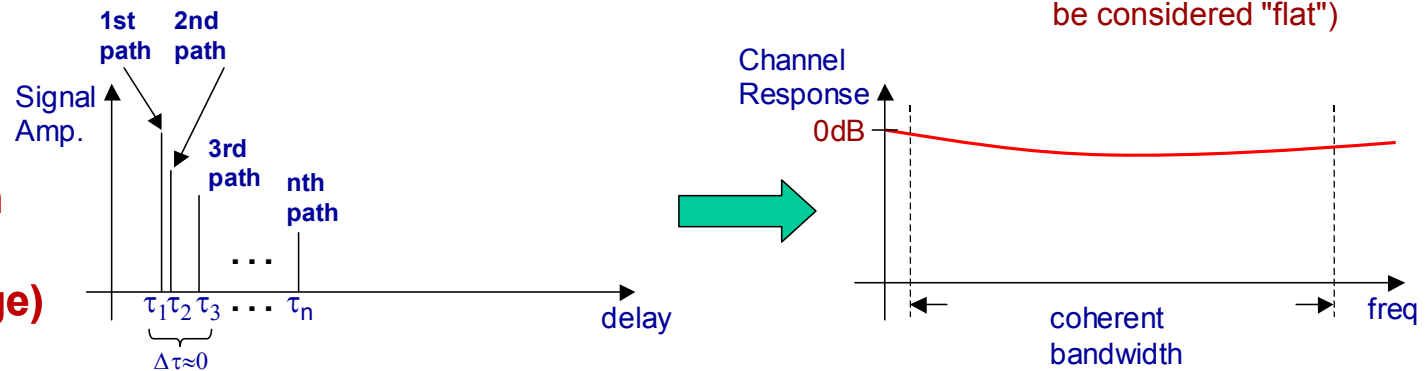 be considered "flat")
1st path
2nd path
Signal Amp.
3rd path
nth path
...
τ1 τ2 τ3 ... τn
delay
Δτ≈0
ge)
Channel Response
0dB
coherent bandwidth
freq